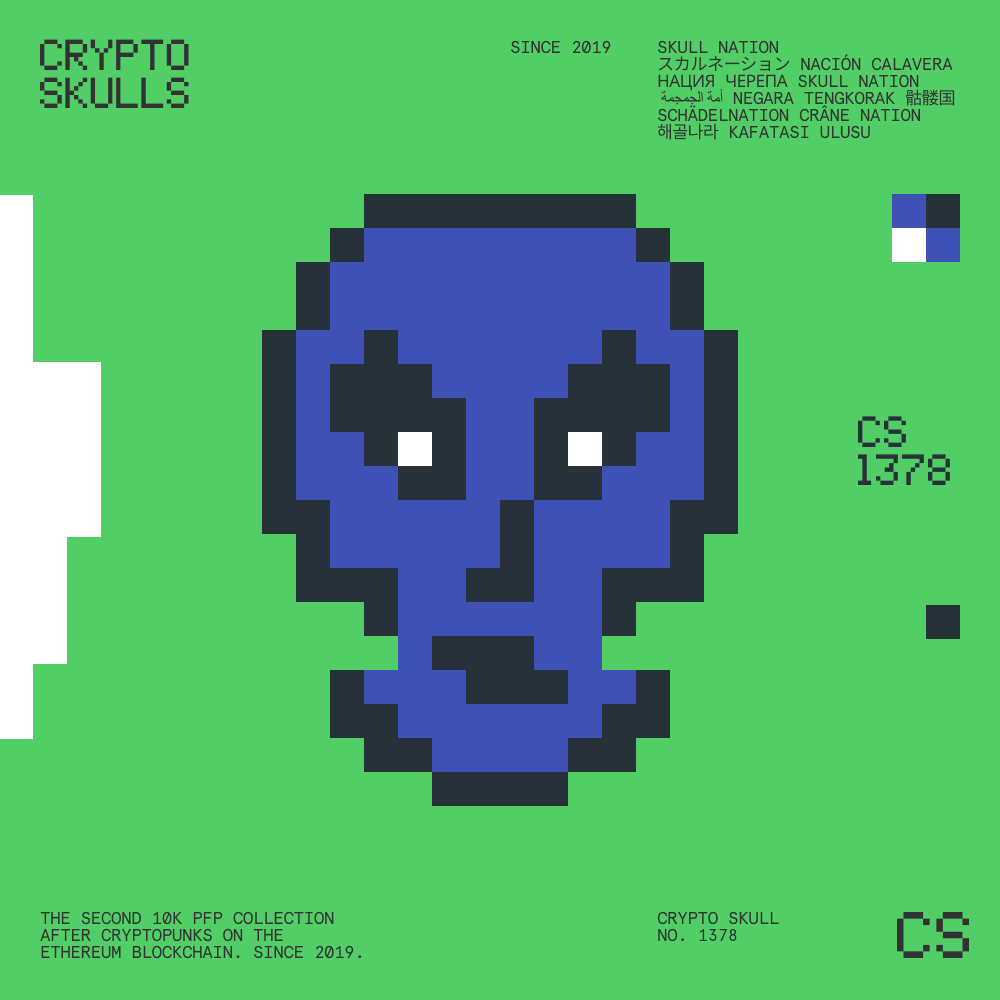 CRYPTO
SKULLS
SINCE 2019
SKULL NATION
スカルネーション NACIÓN CALAVERA
НАЦИЯ ЧЕРЕПА SKULL NATION
أمة الجمجمة NEGARA TENGKORAK 骷髅国
SCHÄDELNATION CRÂNE NATION
해골나라 KAFATASI ULUSU
CS
1378
THE SECOND 10K PFP COLLECTION
AFTER CRYPTOPUNKS ON THE
ETHEREUM BLOCKCHAIN. SINCE 2019.
CRYPTO SKULL
NO. 1378
CS